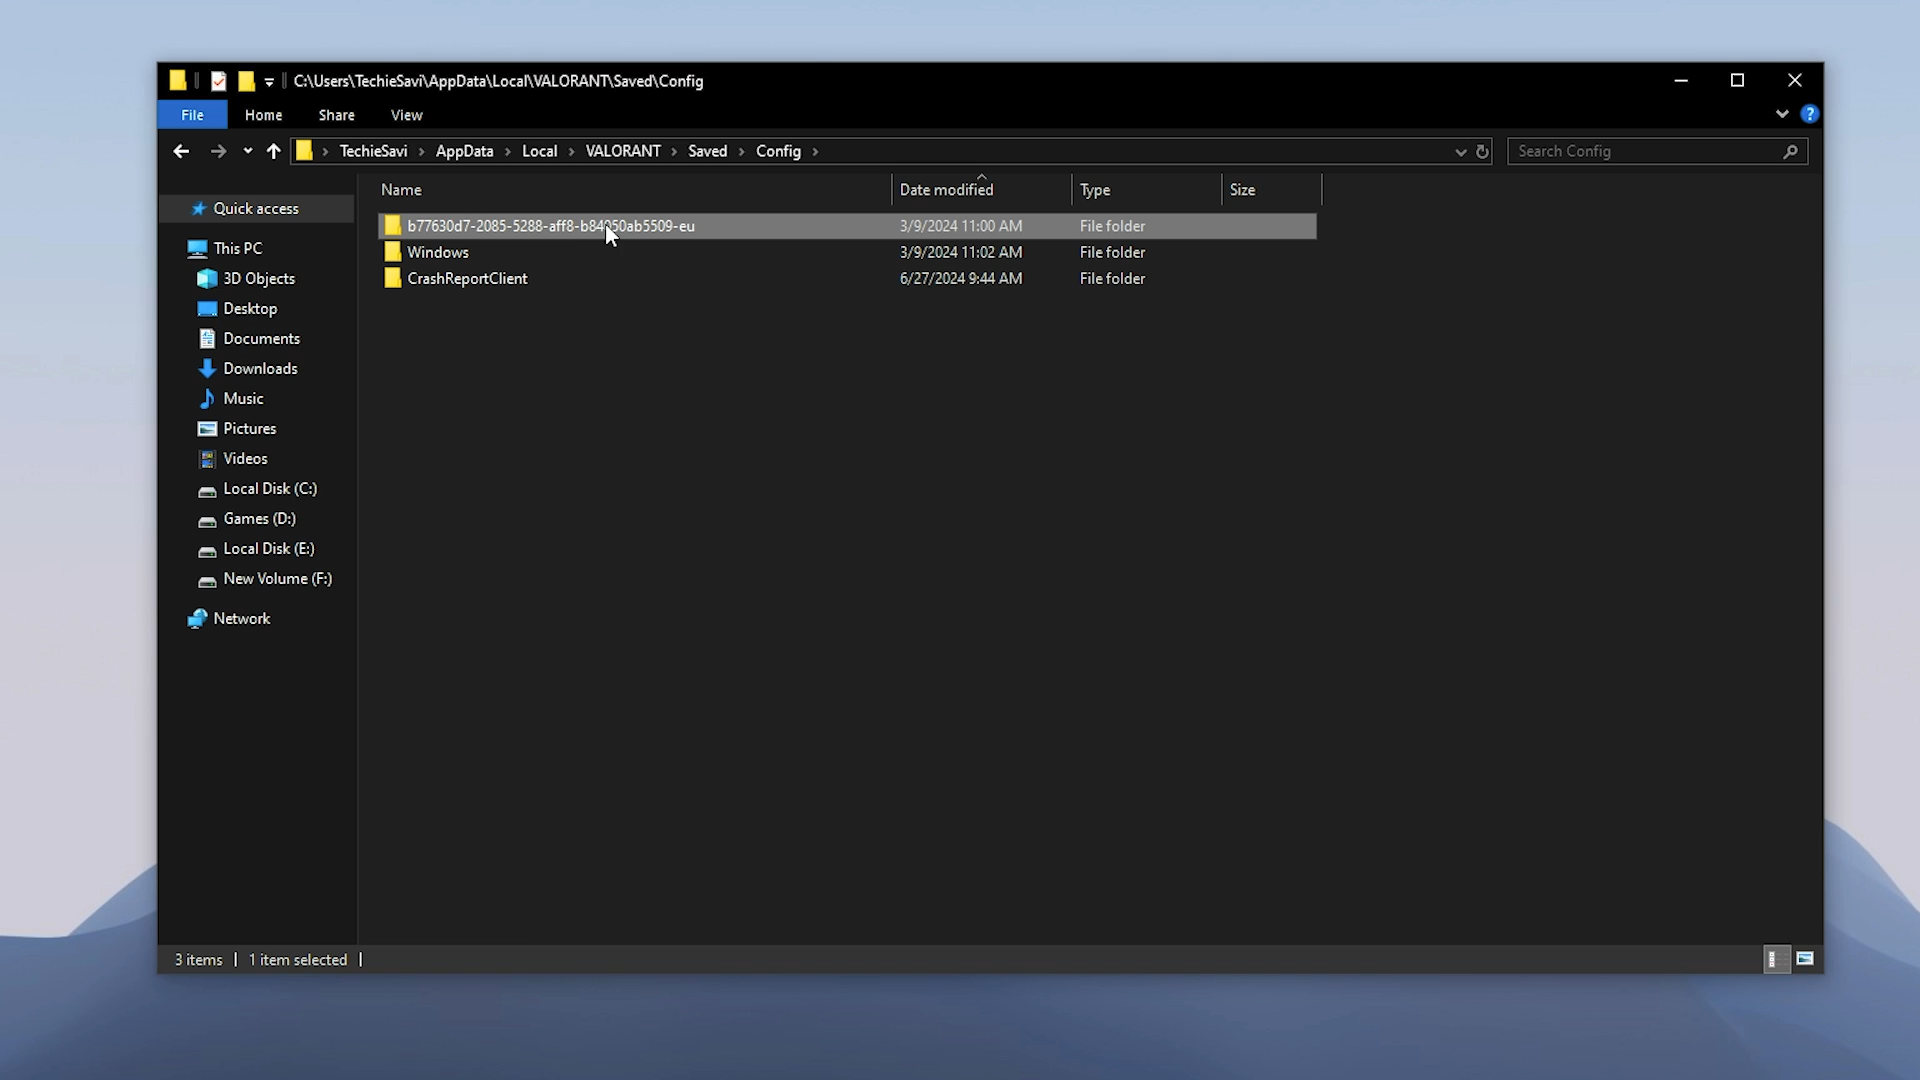 C:\Users\TechieSavi\AppData\Local\VALORANT\Saved\Config
File Home Share View
TechieSavi > AppData > Local > VALORANT > Saved > Config >
Search Config
Name Date modified Type Size
Quick access
This PC
3D Objects
Desktop
Documents
Downloads
Music
Pictures
Videos
Local Disk (C:)
Games (D:)
Local Disk (E:)
New Volume (F:)
Network
3/9/2024 11:00 AM File folder
Windows 3/9/2024 11:02 AM File folder
CrashReportClient 6/27/2024 9:44 AM File folder
3 items 1 item selected